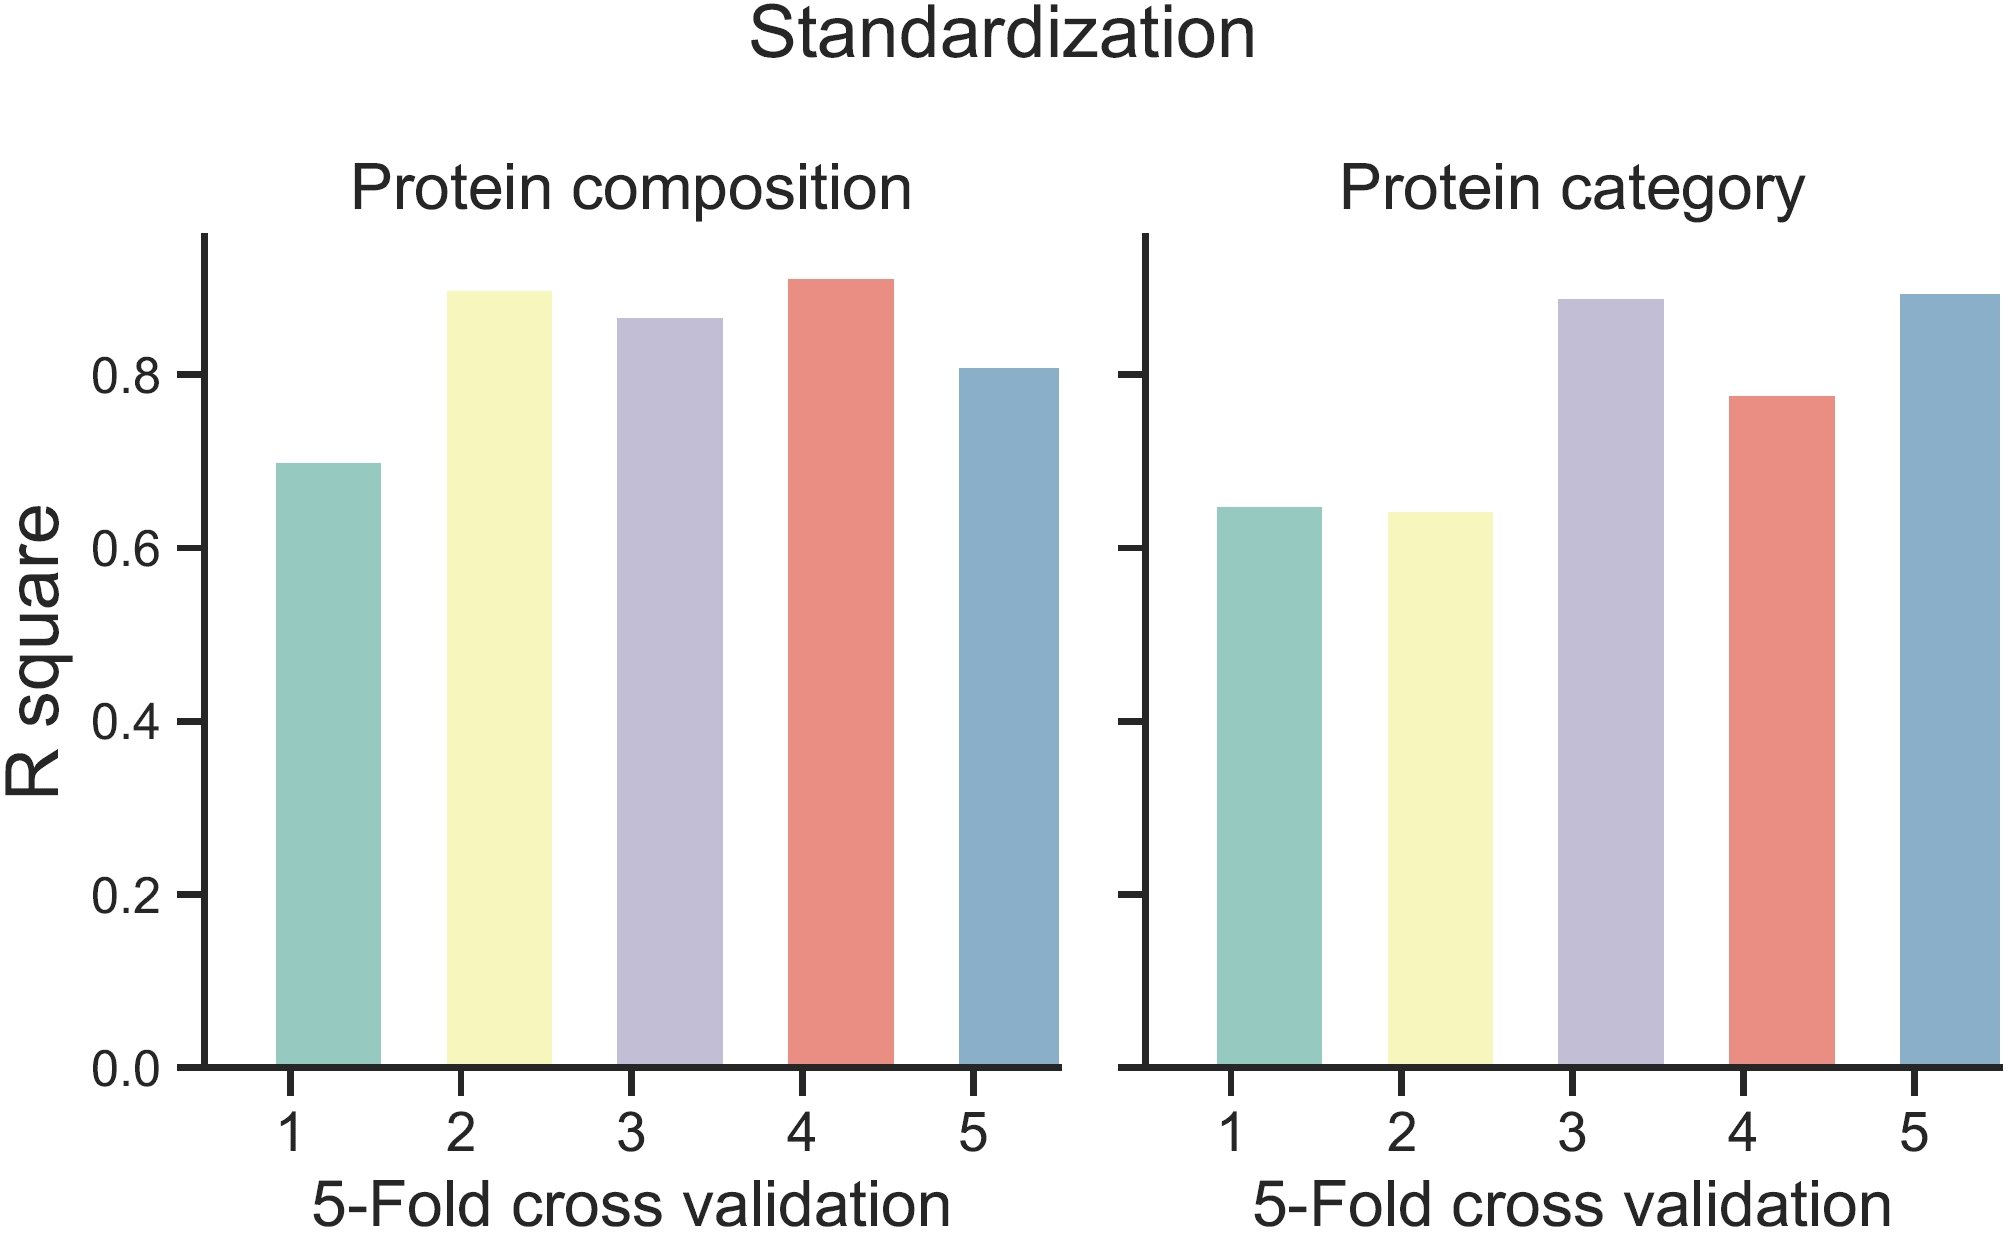 Standardization
Protein composition
Protein category
R square
0.8
0.6
0.4
0.2
0.0
1 2 3 4 5
1 2 3 4 5
5-Fold cross validation
5-Fold cross validation